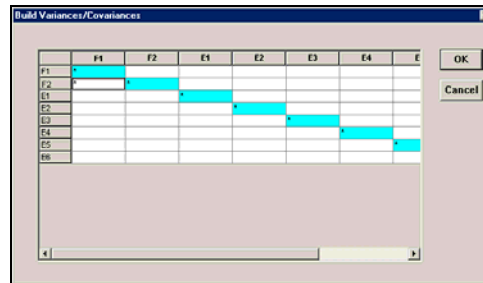 Build Variances/Covariances
F1 F2 E1 E2 E3 E4 E
F1 *
F2 * *
E1 *
E2 *
E3 *
E4 *
E5 *
E6
OK
Cancel